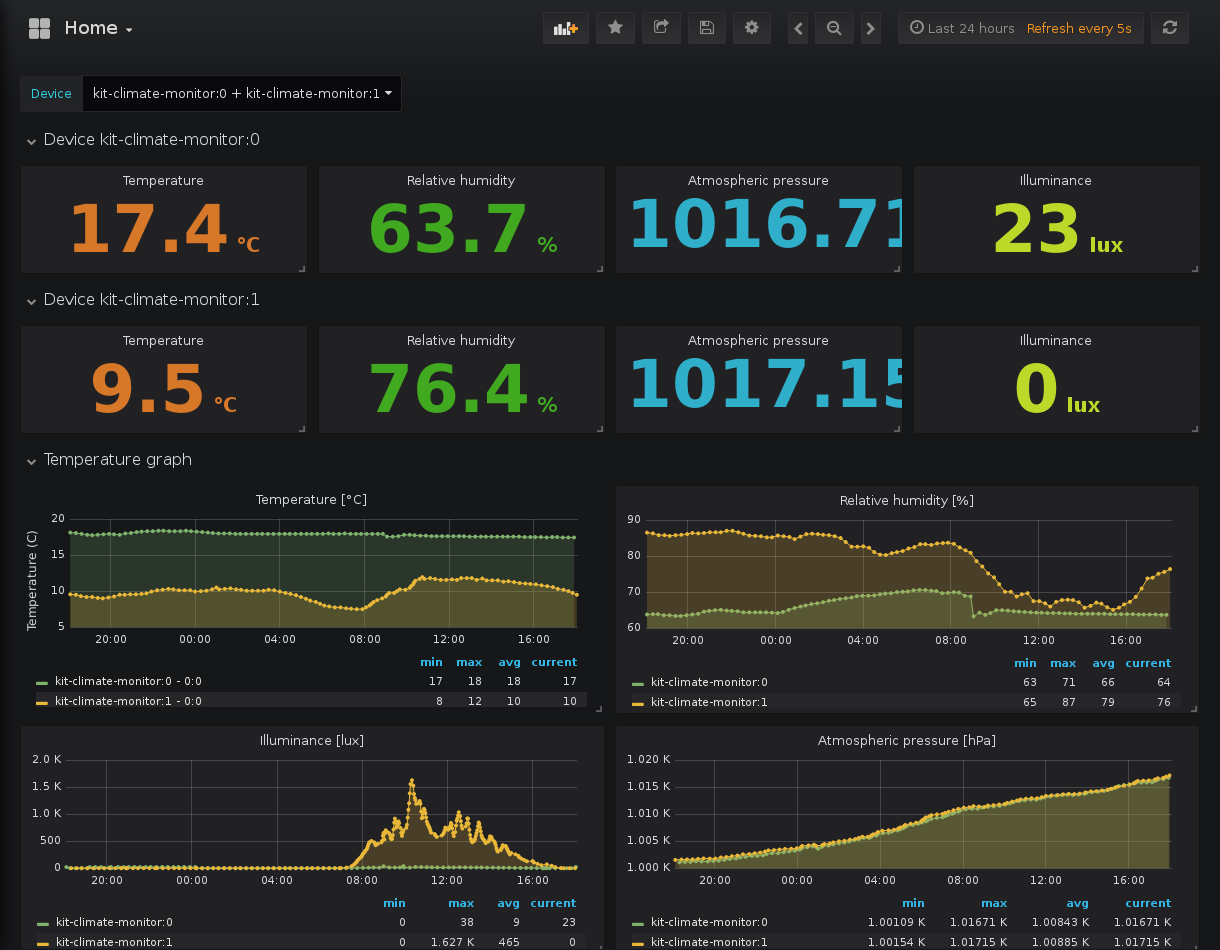 Home
Last 24 hours Refresh every 5s
Device kit-climate-monitor:0 + kit-climate-monitor:1
Device kit-climate-monitor:0
Temperature
17.4 °C
Relative humidity
63.7 %
Atmospheric pressure
1016.71
Illuminance
23 lux
Device kit-climate-monitor:1
Temperature
9.5 °C
Relative humidity
76.4 %
Atmospheric pressure
1017.15
Illuminance
0 lux
Temperature graph
Temperature [°C]
Temperature (C)
20
15
10
5
20:00 00:00 04:00 08:00 12:00 16:00
min max avg current
kit-climate-monitor:0 - 0:0 17 18 18 17
kit-climate-monitor:1 - 0:0 8 12 10 10
Relative humidity [%]
90
80
70
60
20:00 00:00 04:00 08:00 12:00 16:00
min max avg current
kit-climate-monitor:0 63 71 66 64
kit-climate-monitor:1 65 87 79 76
Illuminance [lux]
2.0 K
1.5 K
1.0 K
500
0
20:00 00:00 04:00 08:00 12:00 16:00
min max avg current
kit-climate-monitor:0 0 38 9 23
kit-climate-monitor:1 0 1.627 K 465 0
Atmospheric pressure [hPa]
1.020 K
1.015 K
1.010 K
1.005 K
1.000 K
20:00 00:00 04:00 08:00 12:00 16:00
min max avg current
kit-climate-monitor:0 1.00109 K 1.01671 K 1.00843 K 1.01671 K
kit-climate-monitor:1 1.00154 K 1.01715 K 1.00885 K 1.01715 K